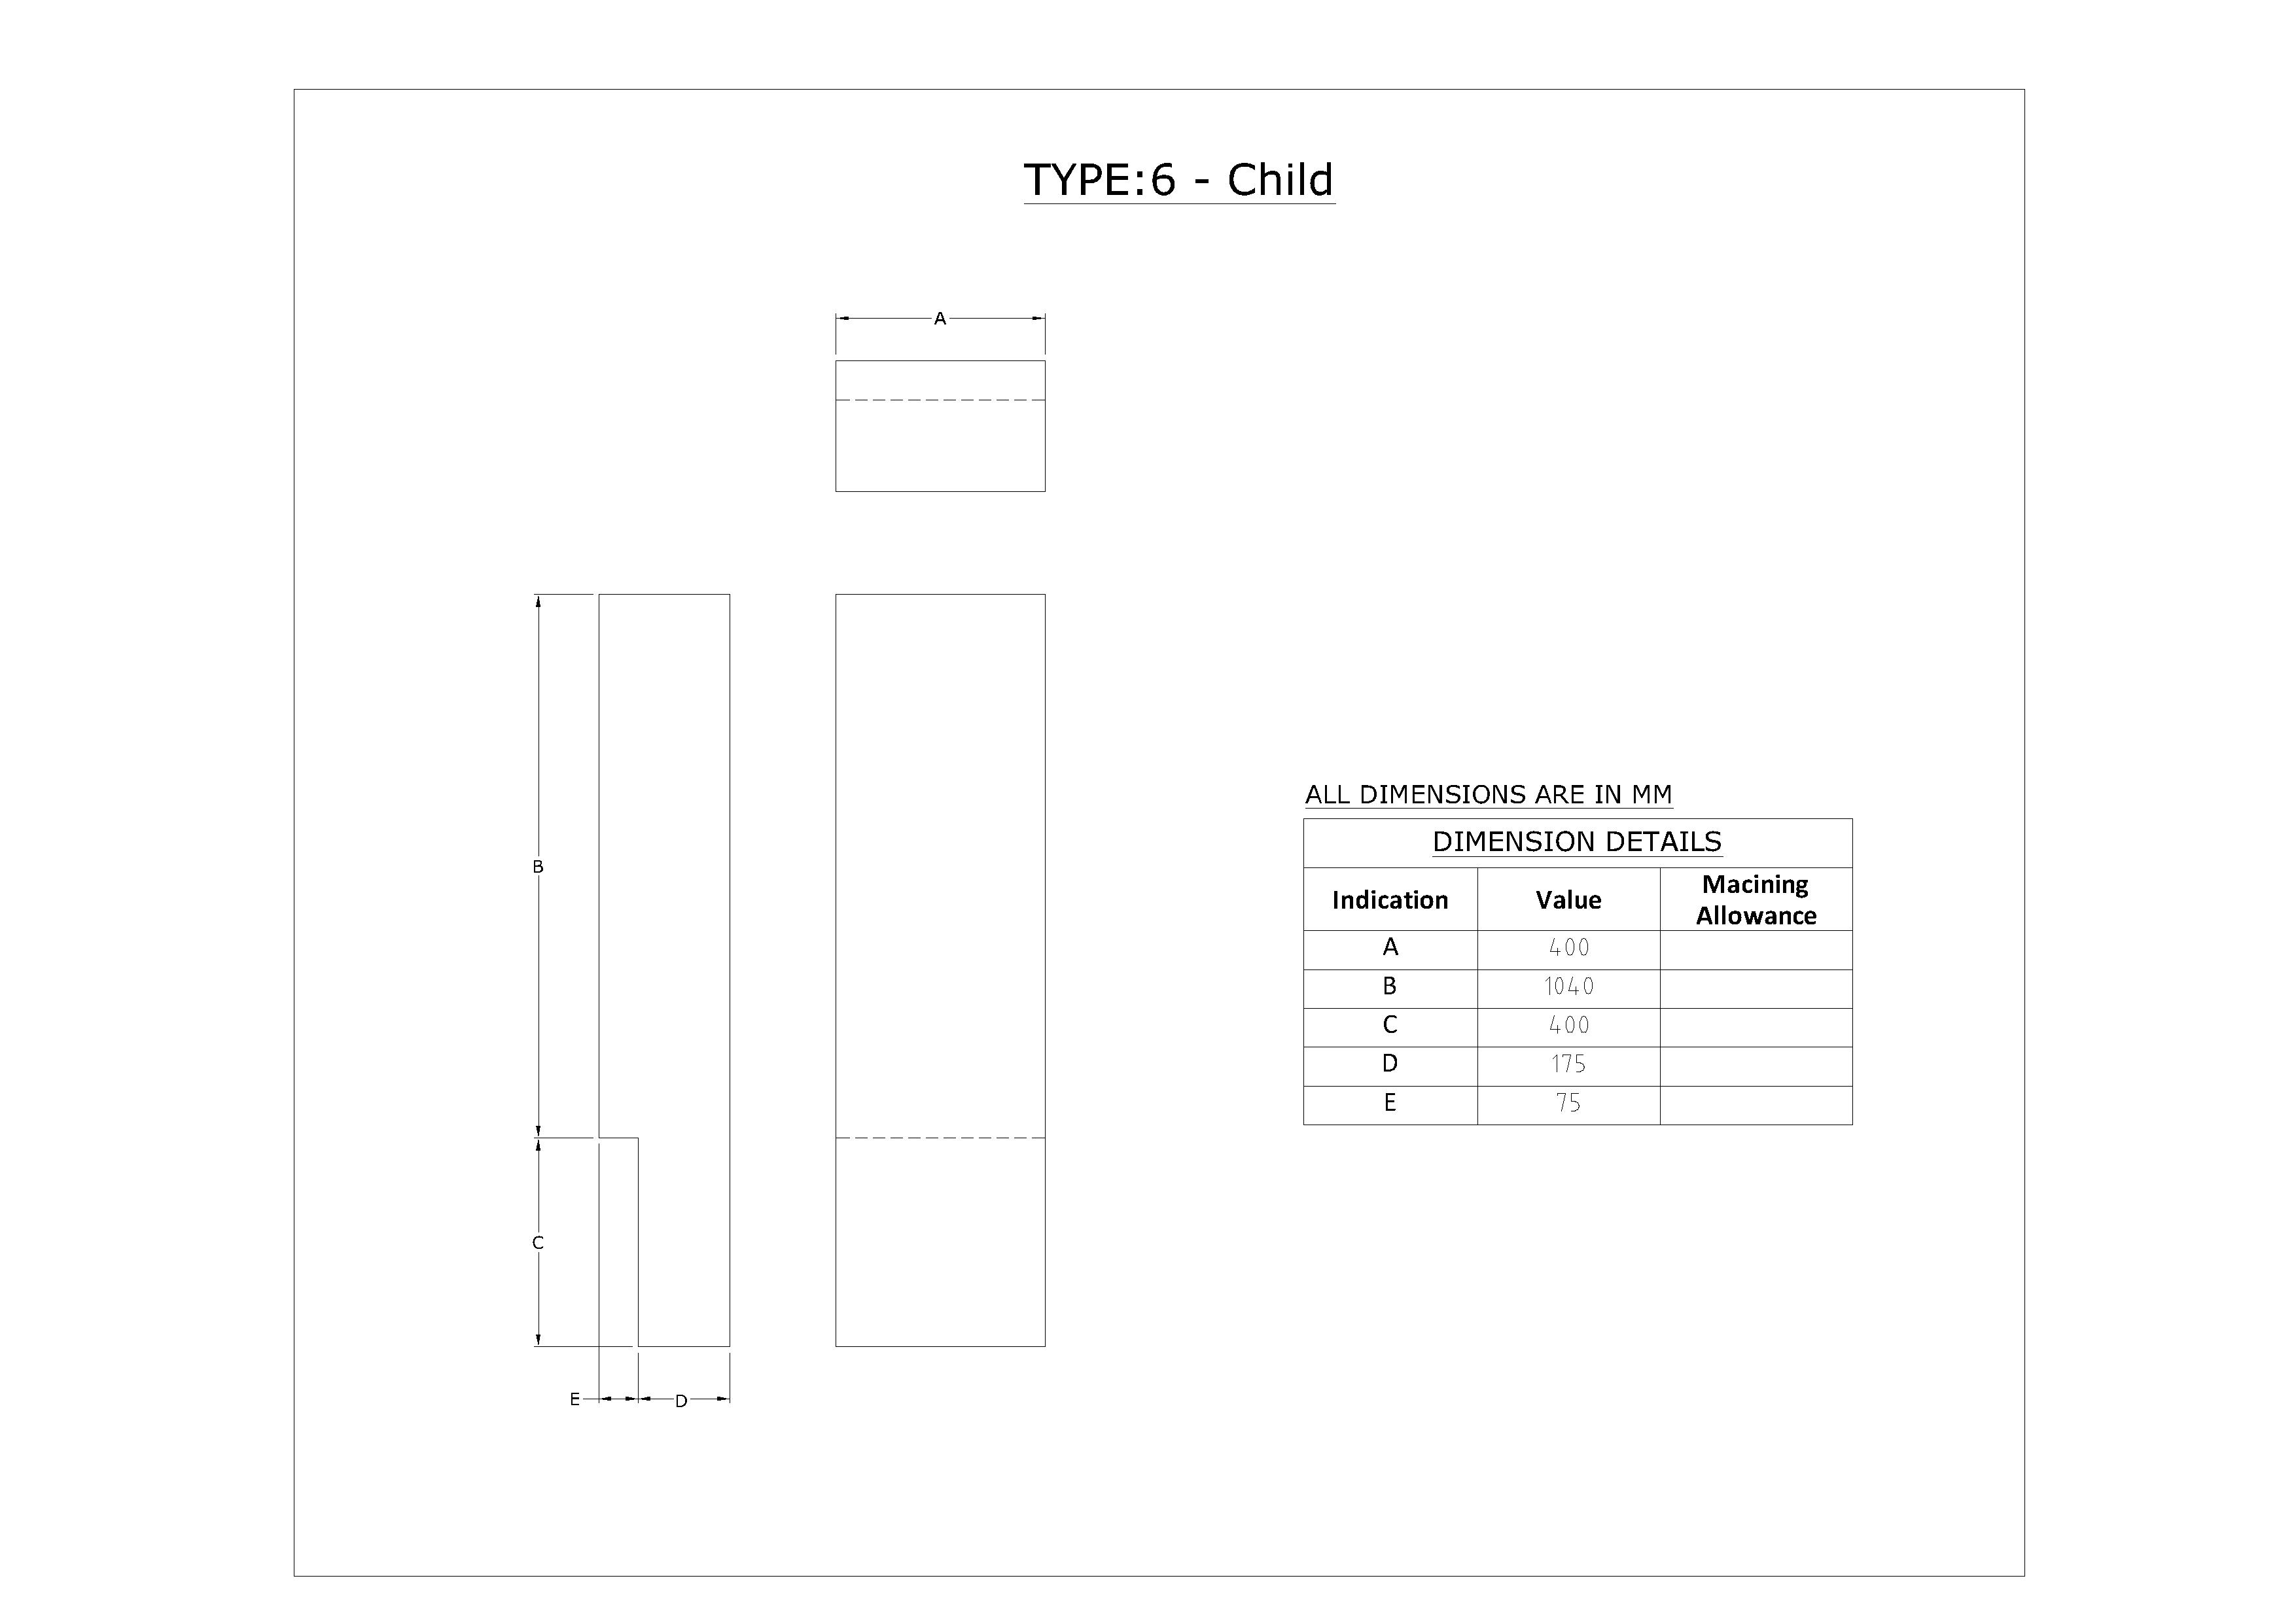 TYPE:6 - Child
A
B
C
E
D
ALL DIMENSIONS ARE IN MM
DIMENSION DETAILS
Indication Value Macining Allowance
A 400
B 1040
C 400
D 175
E 75